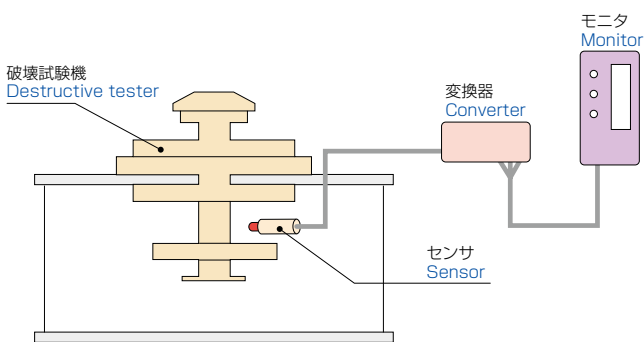 モニタ
Monitor
破壊試験機
Destructive tester
変換器
Converter
センサ
Sensor